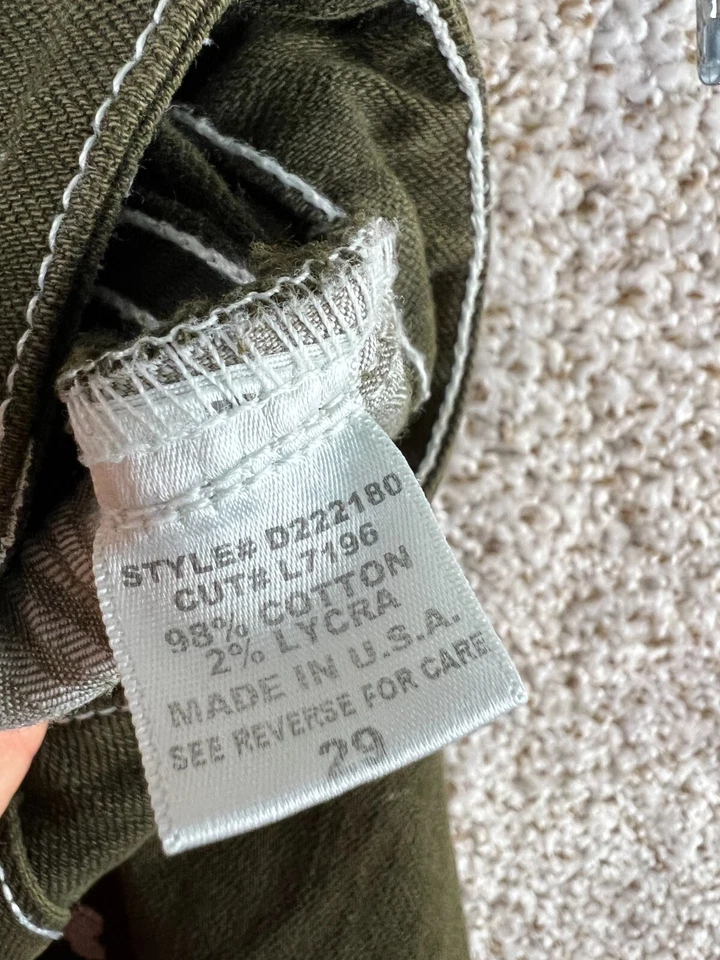 STYLE# D222180
CUT# L7196
98% COTTON
2% LYCRA
MADE IN U.S.A.
SEE REVERSE FOR CARE
29